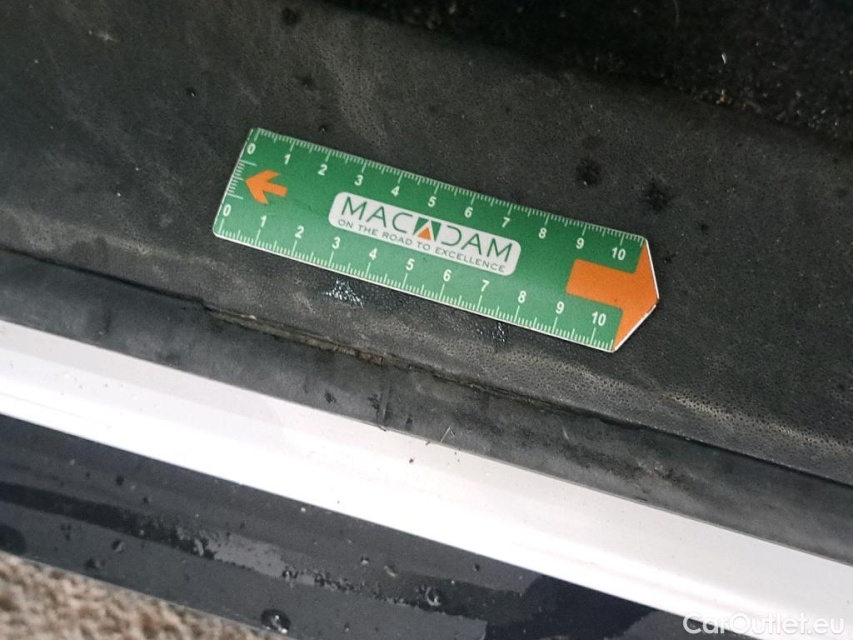 0 1 2 3 4 5 6 7 8 9 10
MACADAM
ON THE ROAD TO EXCELLENCE
0 1 2 3 4 5 6 7 8 9 10
CarOutlet.eu